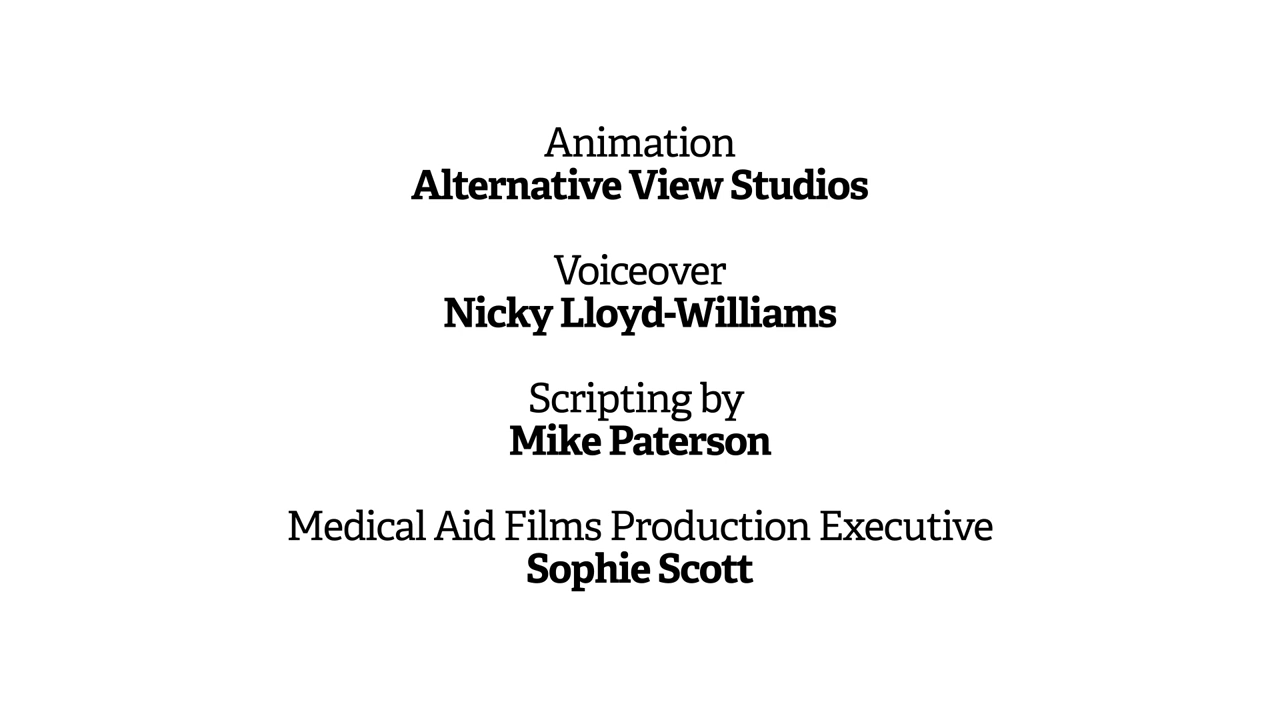 Animation
Alternative View Studios
Voiceover
Nicky Lloyd-Williams
Scripting by
Mike Paterson
Medical Aid Films Production Executive
Sophie Scott